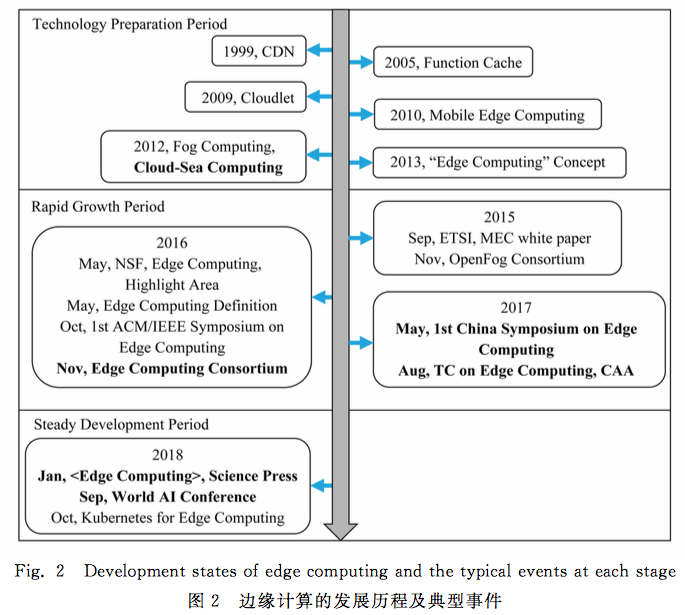 Technology Preparation Period
1999, CDN
2005, Function Cache
2009, Cloudlet
2010, Mobile Edge Computing
2012, Fog Computing,
Cloud-Sea Computing
2013, “Edge Computing” Concept
Rapid Growth Period
2015
Sep, ETSI, MEC white paper
Nov, OpenFog Consortium
2016
May, NSF, Edge Computing,
Highlight Area
May, Edge Computing Definition
Oct, 1st ACM/IEEE Symposium on
Edge Computing
Nov, Edge Computing Consortium
2017
May, 1st China Symposium on Edge
Computing
Aug, TC on Edge Computing, CAA
Steady Development Period
2018
Jan, <Edge Computing>, Science Press
Sep, World AI Conference
Oct, Kubernetes for Edge Computing
Fig. 2 Development states of edge computing and the typical events at each stage
图 2 边缘计算的发展历程及典型事件